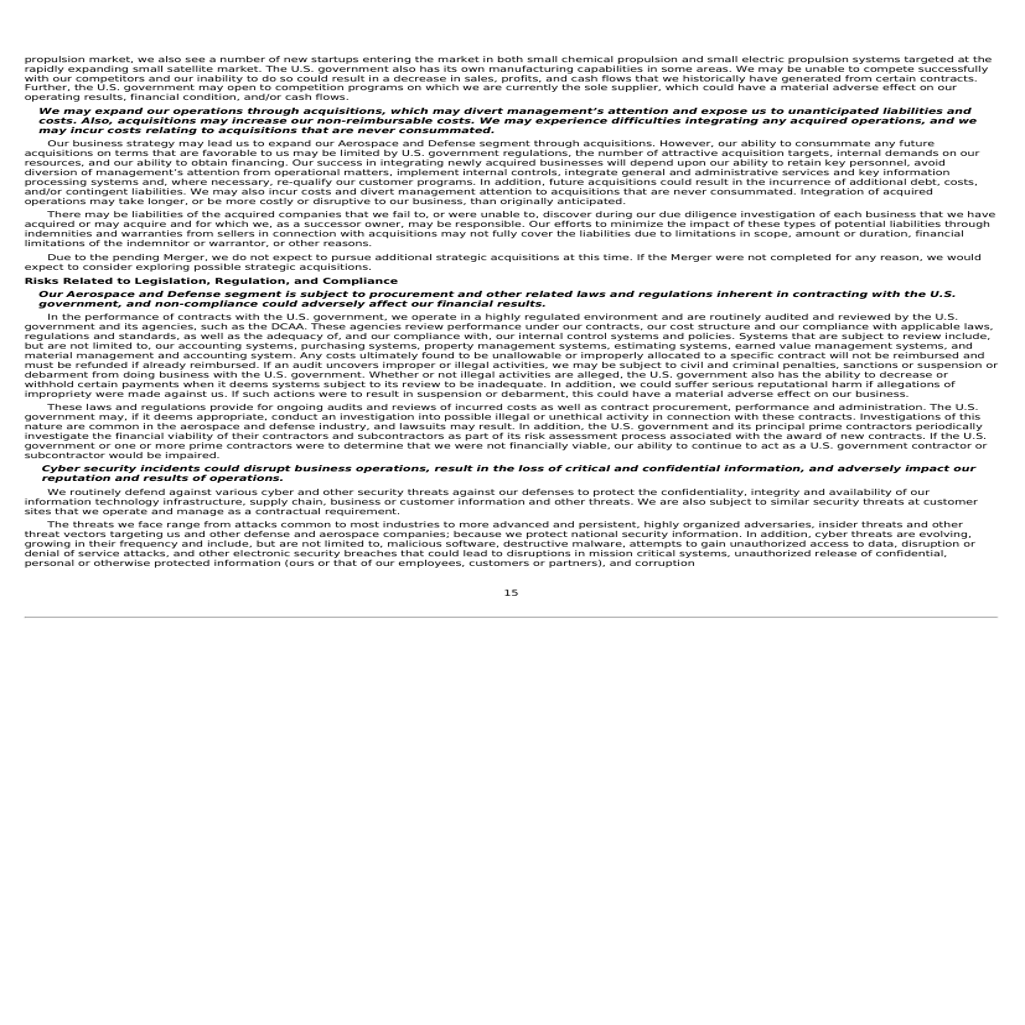 propulsion market, we also see a number of new startups entering the market in both small chemical propulsion and small electric propulsion systems targeted at the
rapidly expanding small satellite market. The U.S. government also has its own manufacturing capabilities in some areas. We may be unable to compete successfully
with our competitors and our inability to do so could result in a decrease in sales, profits, and cash flows that we historically have generated from certain contracts.
Further, the U.S. government may open to competition programs on which we are currently the sole supplier, which could have a material adverse effect on our
operating results, financial condition, and/or cash flows.
We may expand our operations through acquisitions, which may divert management’s attention and expose us to unanticipated liabilities and
costs. Also, acquisitions may increase our non-reimbursable costs. We may experience difficulties integrating any acquired operations, and we
may incur costs relating to acquisitions that are never consummated.
Our business strategy may lead us to expand our Aerospace and Defense segment through acquisitions. However, our ability to consummate any future
acquisitions on terms that are favorable to us may be limited by U.S. government regulations, the number of attractive acquisition targets, internal demands on our
resources, and our ability to obtain financing. Our success in integrating newly acquired businesses will depend upon our ability to retain key personnel, avoid
diversion of management’s attention from operational matters, implement internal controls, integrate general and administrative services and key information
processing systems and, where necessary, re-qualify our customer programs. In addition, future acquisitions could result in the incurrence of additional debt, costs,
and/or contingent liabilities. We may also incur costs and divert management attention to acquisitions that are never consummated. Integration of acquired
operations may take longer, or be more costly or disruptive to our business, than originally anticipated.
There may be liabilities of the acquired companies that we fail to, or were unable to, discover during our due diligence investigation of each business that we have
acquired or may acquire and for which we, as a successor owner, may be responsible. Our efforts to minimize the impact of these types of potential liabilities through
indemnities and warranties from sellers in connection with acquisitions may not fully cover the liabilities due to limitations in scope, amount or duration, financial
limitations of the indemnitor or warrantor, or other reasons.
Due to the pending Merger, we do not expect to pursue additional strategic acquisitions at this time. If the Merger were not completed for any reason, we would
expect to consider exploring possible strategic acquisitions.
Risks Related to Legislation, Regulation, and Compliance
Our Aerospace and Defense segment is subject to procurement and other related laws and regulations inherent in contracting with the U.S.
government, and non-compliance could adversely affect our financial results.
In the performance of contracts with the U.S. government, we operate in a highly regulated environment and are routinely audited and reviewed by the U.S.
government and its agencies, such as the DCAA. These agencies review performance under our contracts, our cost structure and our compliance with applicable laws,
regulations and standards, as well as the adequacy of, and our compliance with, our internal control systems and policies. Systems that are subject to review include,
but are not limited to, our accounting systems, purchasing systems, property management systems, estimating systems, earned value management systems, and
material management and accounting system. Any costs ultimately found to be unallowable or improperly allocated to a specific contract will not be reimbursed and
must be refunded if already reimbursed. If an audit uncovers improper or illegal activities, we may be subject to civil and criminal penalties, sanctions or suspension or
debarment from doing business with the U.S. government. Whether or not illegal activities are alleged, the U.S. government also has the ability to decrease or
withhold certain payments when it deems systems subject to its review to be inadequate. In addition, we could suffer serious reputational harm if allegations of
impropriety were made against us. If such actions were to result in suspension or debarment, this could have a material adverse effect on our business.
These laws and regulations provide for ongoing audits and reviews of incurred costs as well as contract procurement, performance and administration. The U.S.
government may, if it deems appropriate, conduct an investigation into possible illegal or unethical activity in connection with these contracts. Investigations of this
nature are common in the aerospace and defense industry, and lawsuits may result. In addition, the U.S. government and its principal prime contractors periodically
investigate the financial viability of their contractors and subcontractors as part of its risk assessment process associated with the award of new contracts. If the U.S.
government or one or more prime contractors were to determine that we were not financially viable, our ability to continue to act as a U.S. government contractor or
subcontractor would be impaired.
Cyber security incidents could disrupt business operations, result in the loss of critical and confidential information, and adversely impact our
reputation and results of operations.
We routinely defend against various cyber and other security threats against our defenses to protect the confidentiality, integrity and availability of our
information technology infrastructure, supply chain, business or customer information and other threats. We are also subject to similar security threats at customer
sites that we operate and manage as a contractual requirement.
The threats we face range from attacks common to most industries to more advanced and persistent, highly organized adversaries, insider threats and other
threat vectors targeting us and other defense and aerospace companies; because we protect national security information. In addition, cyber threats are evolving,
growing in their frequency and include, but are not limited to, malicious software, destructive malware, attempts to gain unauthorized access to data, disruption or
denial of service attacks, and other electronic security breaches that could lead to disruptions in mission critical systems, unauthorized release of confidential,
personal or otherwise protected information (ours or that of our employees, customers or partners), and corruption
15